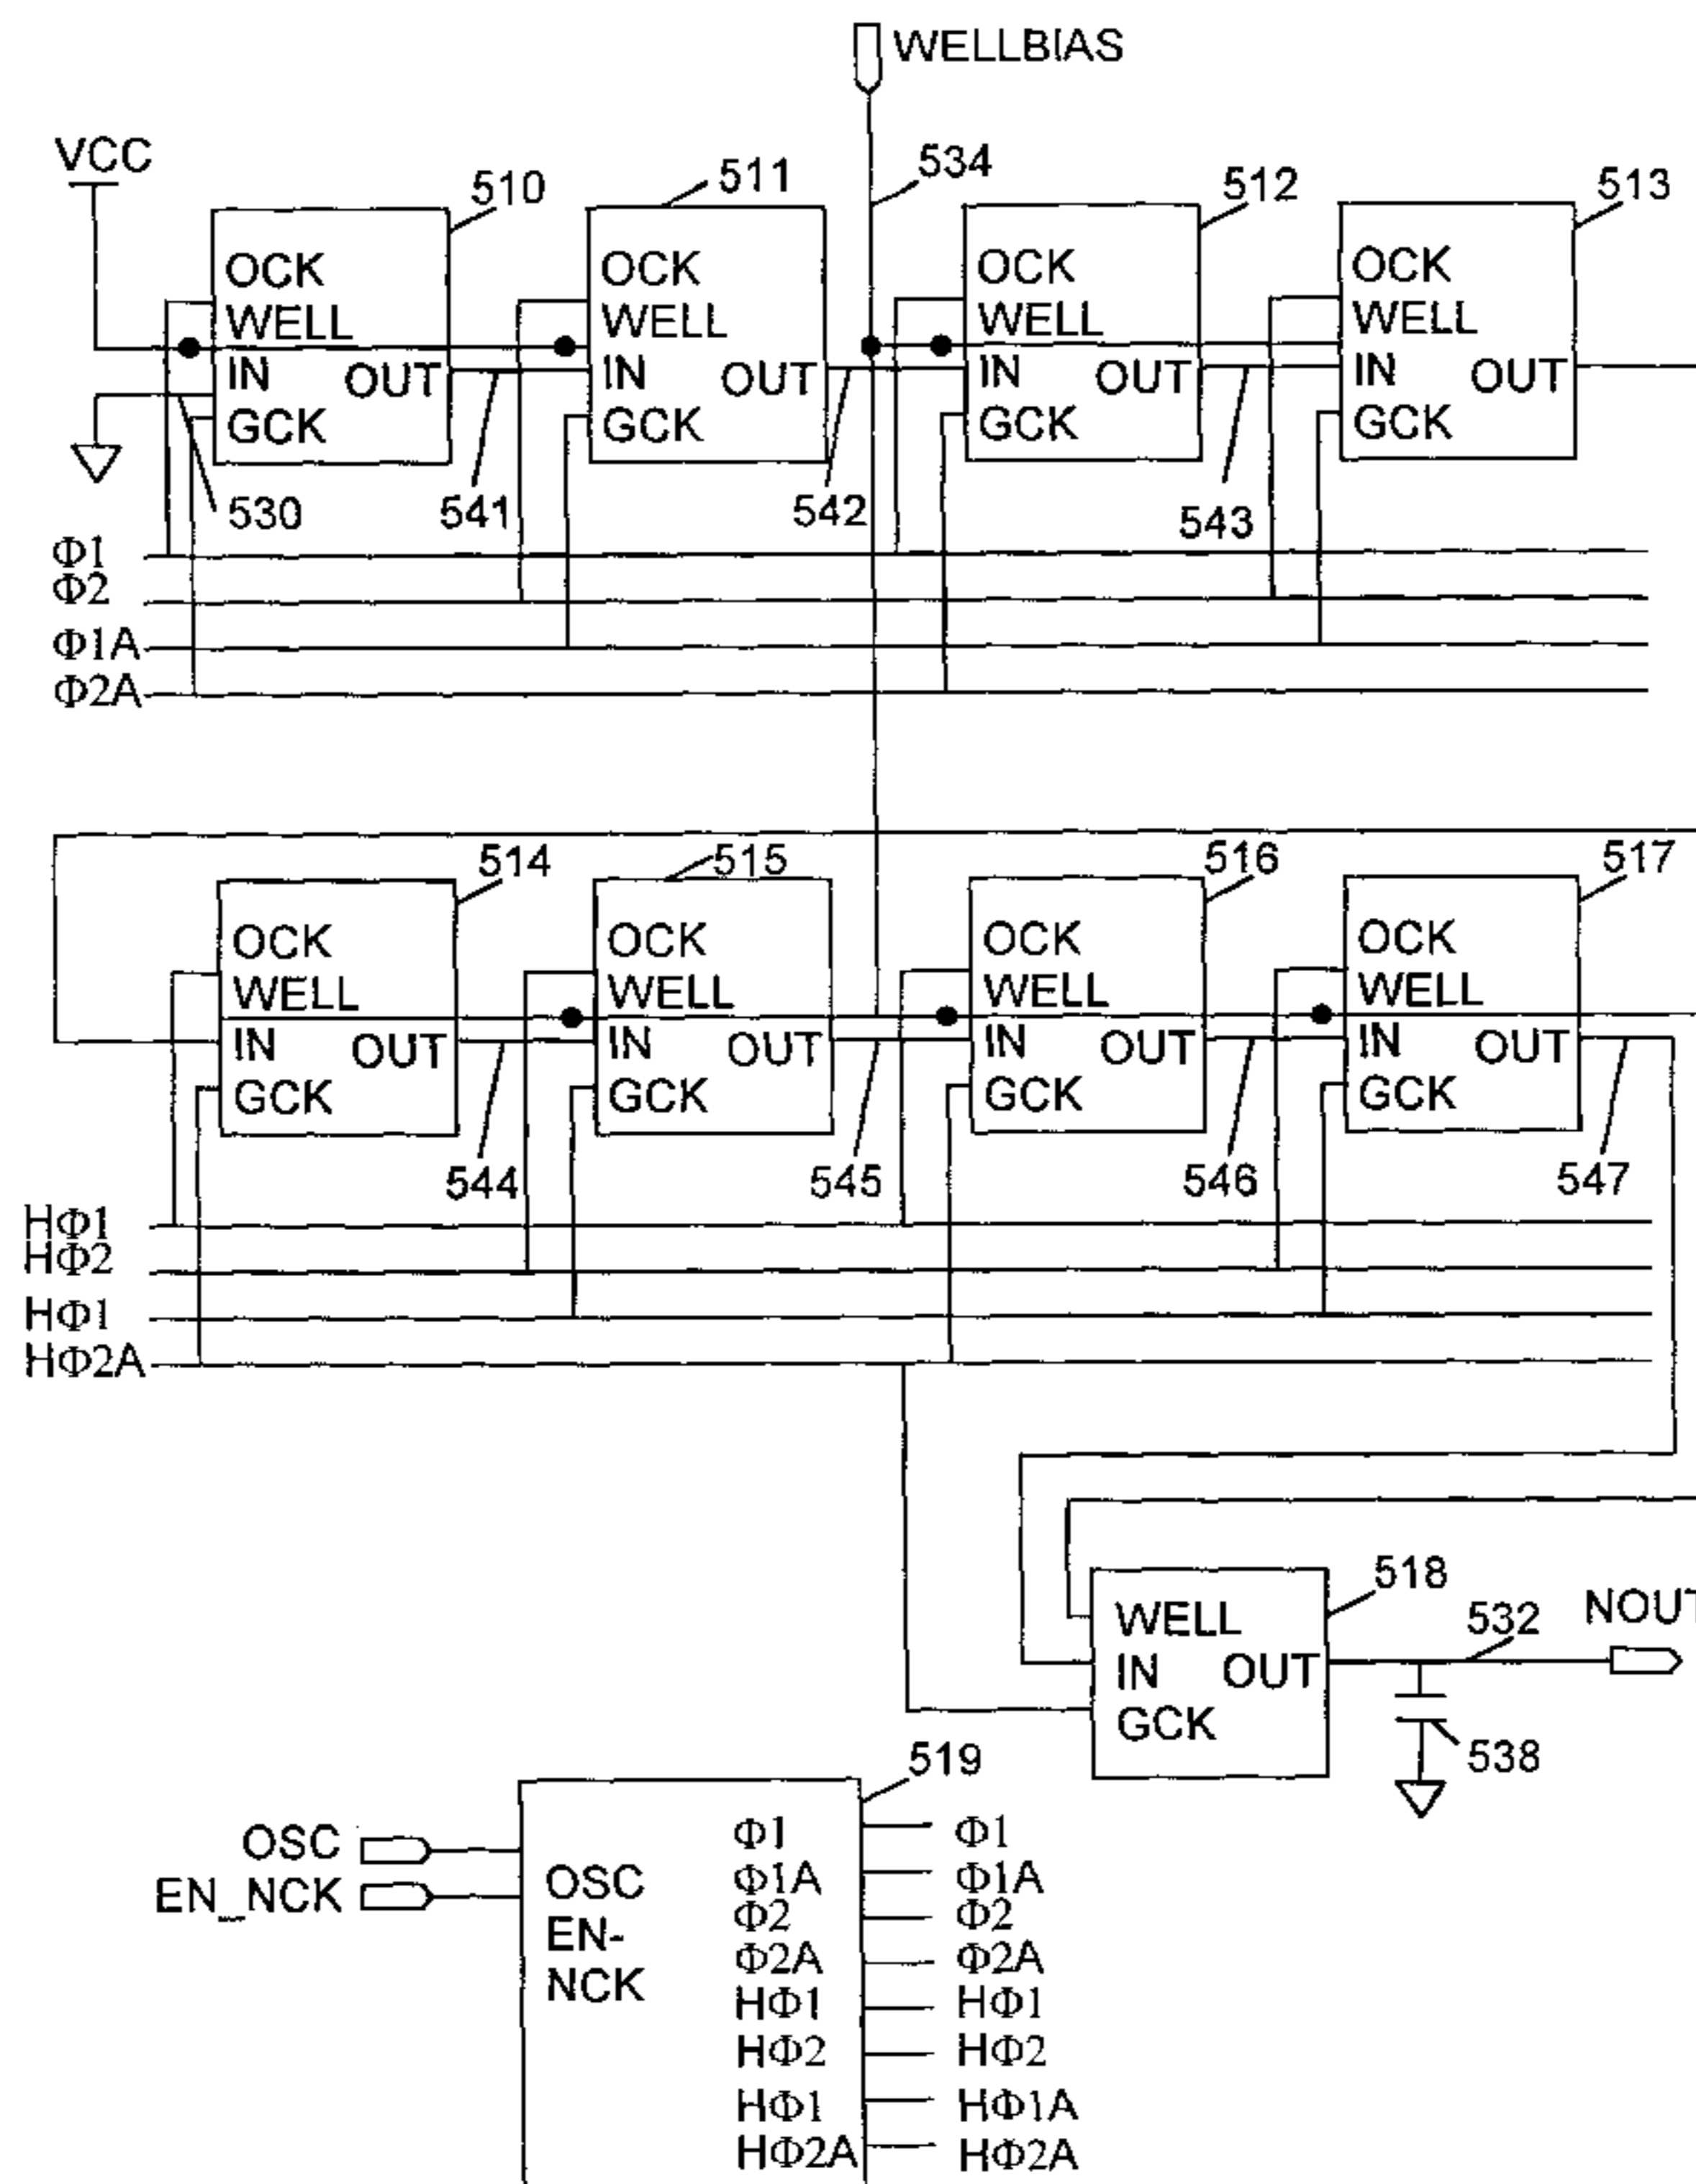 WELLBIAS
VCC
534
510
511
512
513
OCK
WELL
IN OUT
GCK
OCK
WELL
IN OUT
GCK
OCK
WELL
IN OUT
GCK
OCK
WELL
IN OUT
GCK
530
541
542
543
Φ1
Φ2
Φ1A
Φ2A
514
515
516
517
OCK
WELL
IN OUT
GCK
OCK
WELL
IN OUT
GCK
OCK
WELL
IN OUT
GCK
OCK
WELL
IN OUT
GCK
544
545
546
547
HΦ1
HΦ2
HΦ1
HΦ2A
518
WELL
IN OUT
GCK
532
NOUT
538
519
OSC
EN_NCK
OSC
EN-
NCK
Φ1 Φ1
Φ1A Φ1A
Φ2 Φ2
Φ2A Φ2A
HΦ1 HΦ1
HΦ2 HΦ2
HΦ1 HΦ1A
HΦ2A HΦ2A